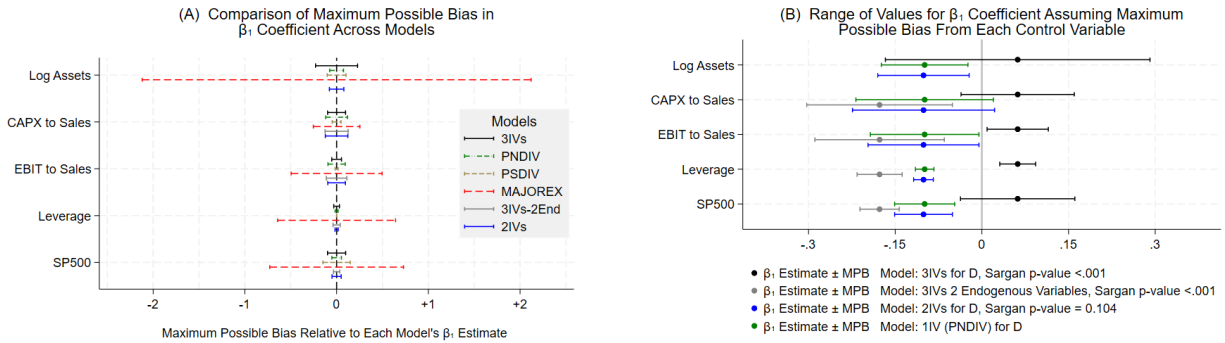 (A) Comparison of Maximum Possible Bias in
β₁ Coefficient Across Models
Log Assets
CAPX to Sales
EBIT to Sales
Leverage
SP500
Models
3IVs
PNDIV
PSDIV
MAJOREX
3IVs-2End
2IVs
-2 -1 0 +1 +2
Maximum Possible Bias Relative to Each Model's β₁ Estimate
(B) Range of Values for β₁ Coefficient Assuming Maximum
Possible Bias From Each Control Variable
Log Assets
CAPX to Sales
EBIT to Sales
Leverage
SP500
-.3 -.15 0 .15 .3
β₁ Estimate ± MPB Model: 3IVs for D, Sargan p-value <.001
β₁ Estimate ± MPB Model: 3IVs 2 Endogenous Variables, Sargan p-value <.001
β₁ Estimate ± MPB Model: 2IVs for D, Sargan p-value = 0.104
β₁ Estimate ± MPB Model: 1IV (PNDIV) for D